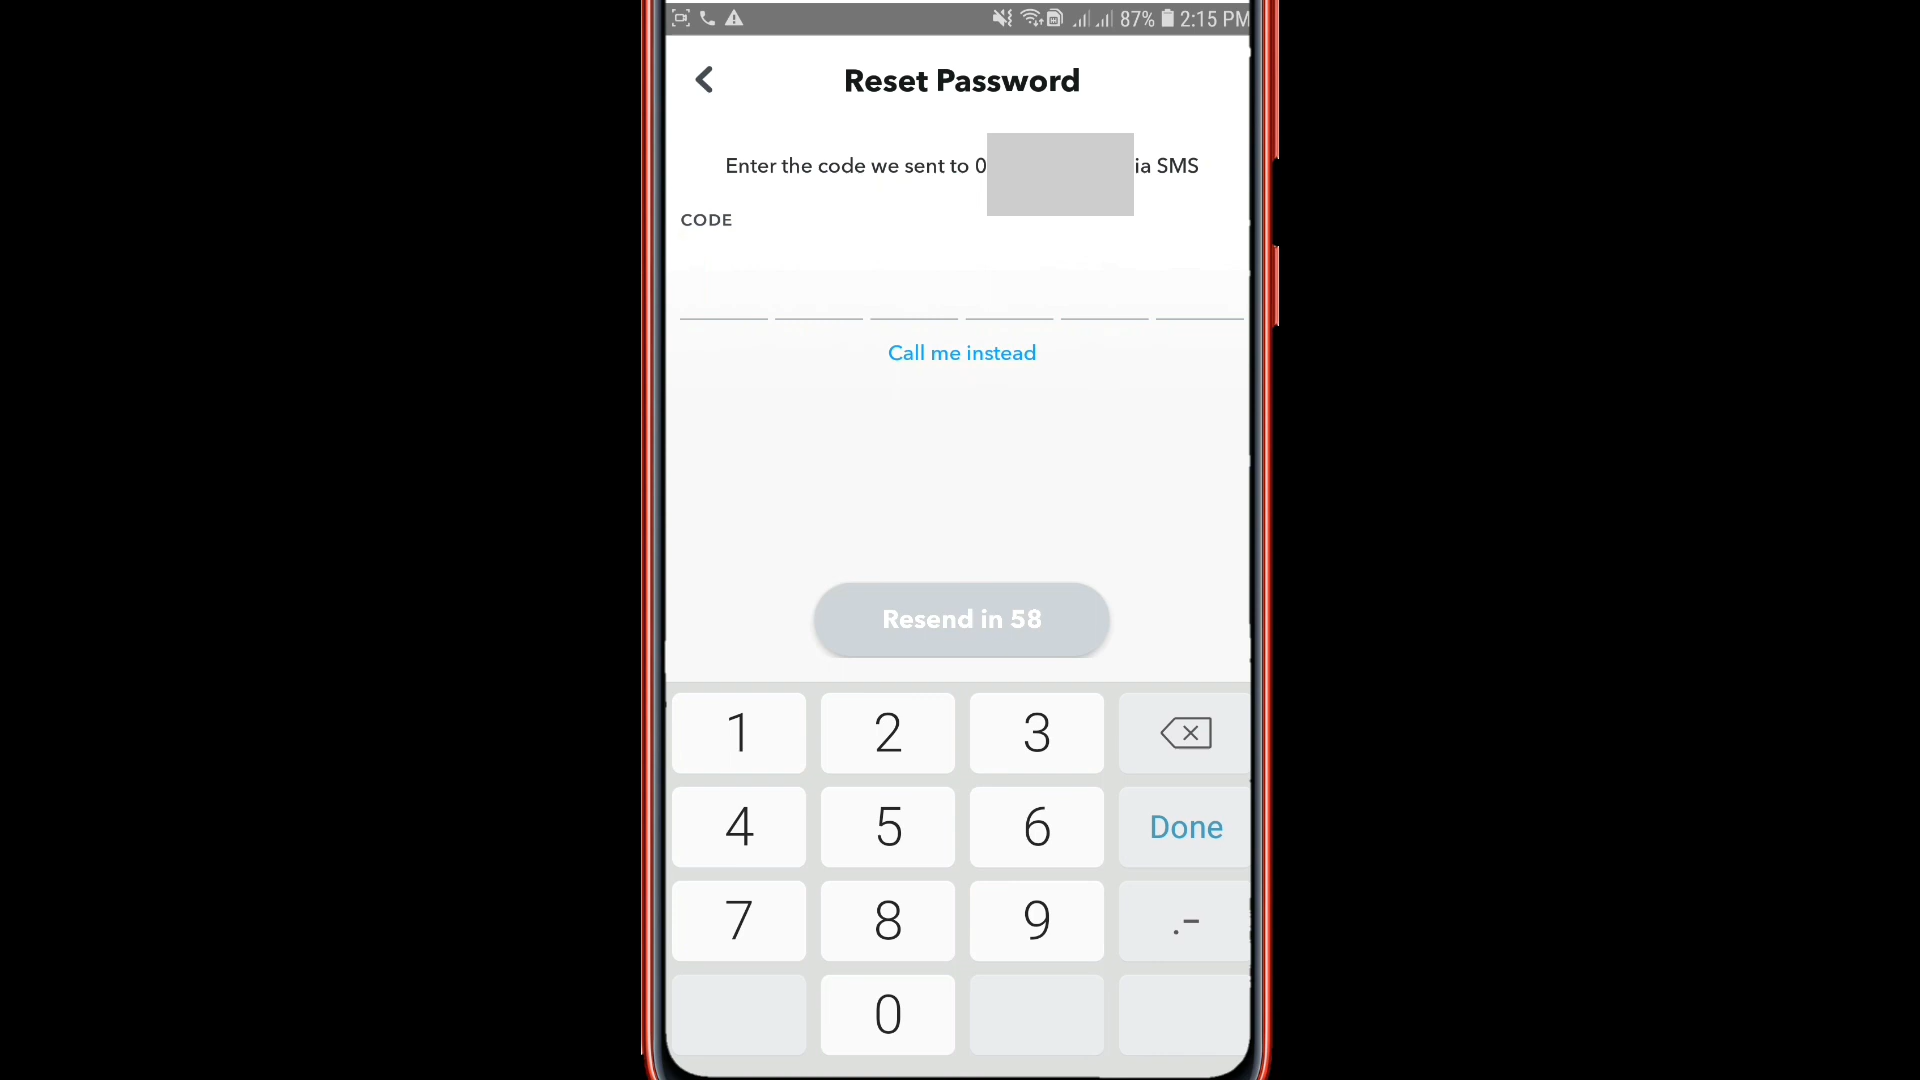 87% 2:15 PM
Reset Password
Enter the code we sent to 0 ia SMS
CODE
Call me instead
Resend in 58
1 2 3
4 5 6 Done
7 8 9 .-
0